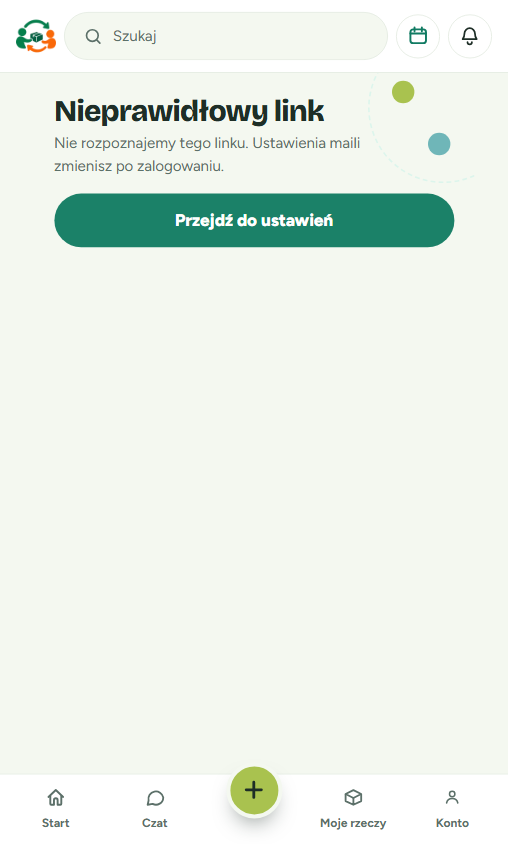 Szukaj
Nieprawidłowy link
Nie rozpoznajemy tego linku. Ustawienia maili
zmienisz po zalogowaniu.
Przejdź do ustawień
Start
Czat
Moje rzeczy
Konto